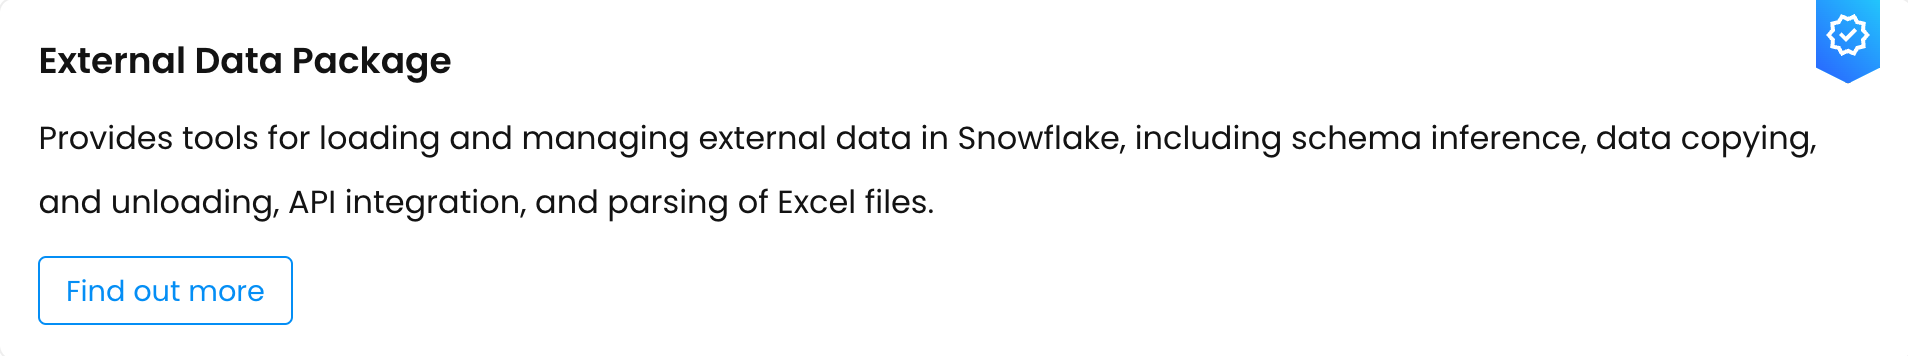 External Data Package
Provides tools for loading and managing external data in Snowflake, including schema inference, data copying,
and unloading, API integration, and parsing of Excel files.
Find out more